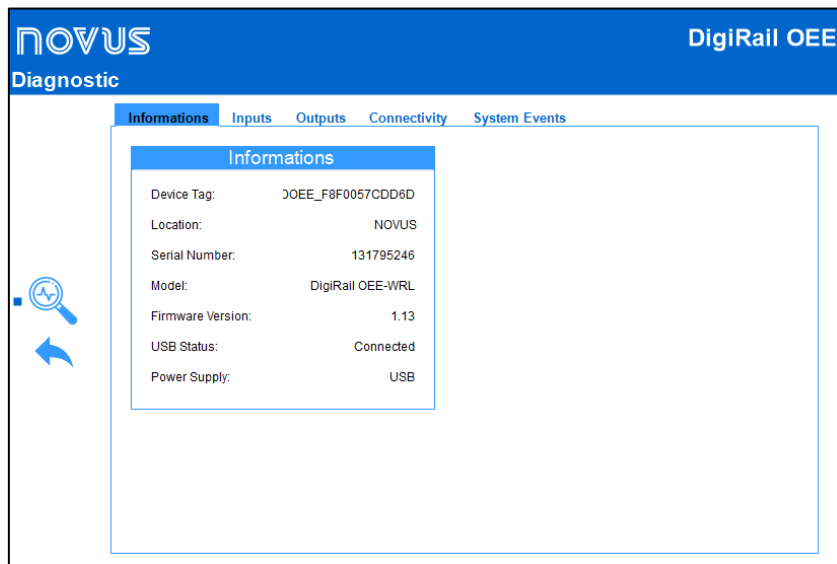 NOVUS
DigiRail OEE
Diagnostic
Informations Inputs Outputs Connectivity System Events
Informations
Device Tag: OEE_F8F0057CDD6D
Location: NOVUS
Serial Number: 131795246
Model: DigiRail OEE-WRL
Firmware Version: 1.13
USB Status: Connected
Power Supply: USB